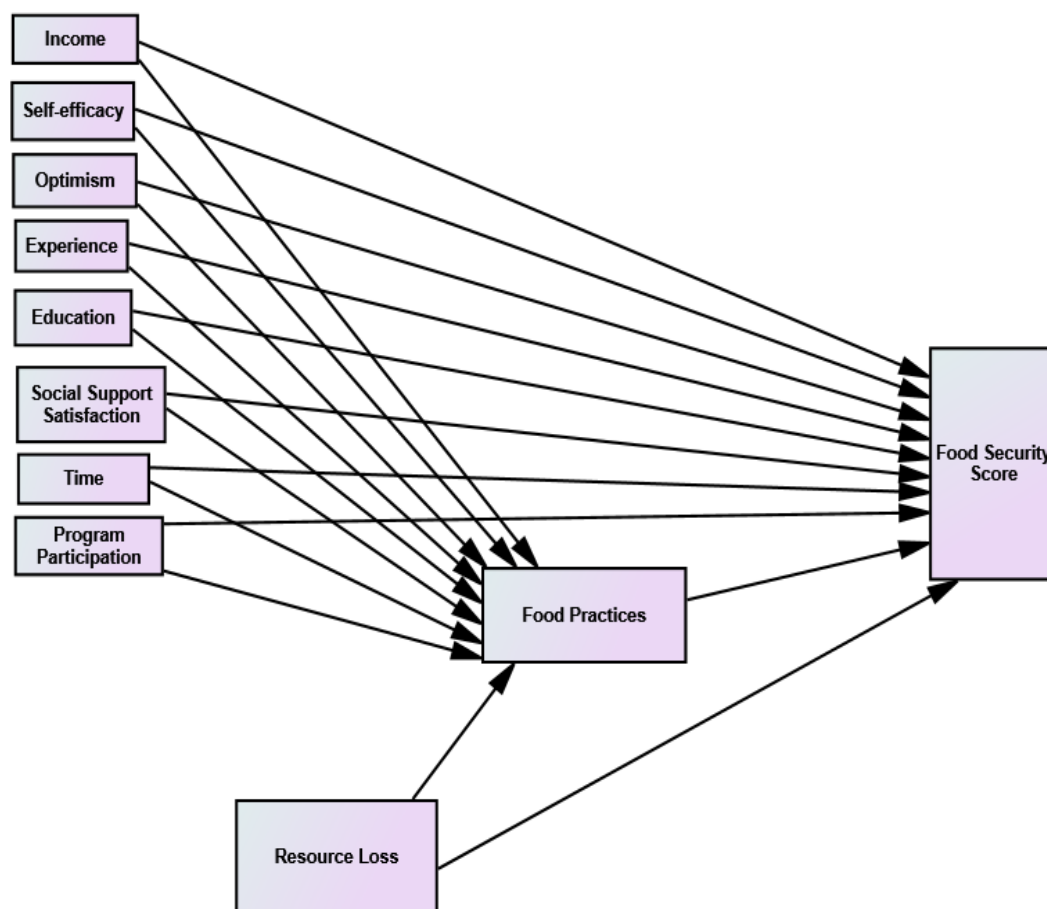 Income
Self-efficacy
Optimism
Experience
Education
Social Support
Satisfaction
Time
Program
Participation
Food Security
Score
Food Practices
Resource Loss